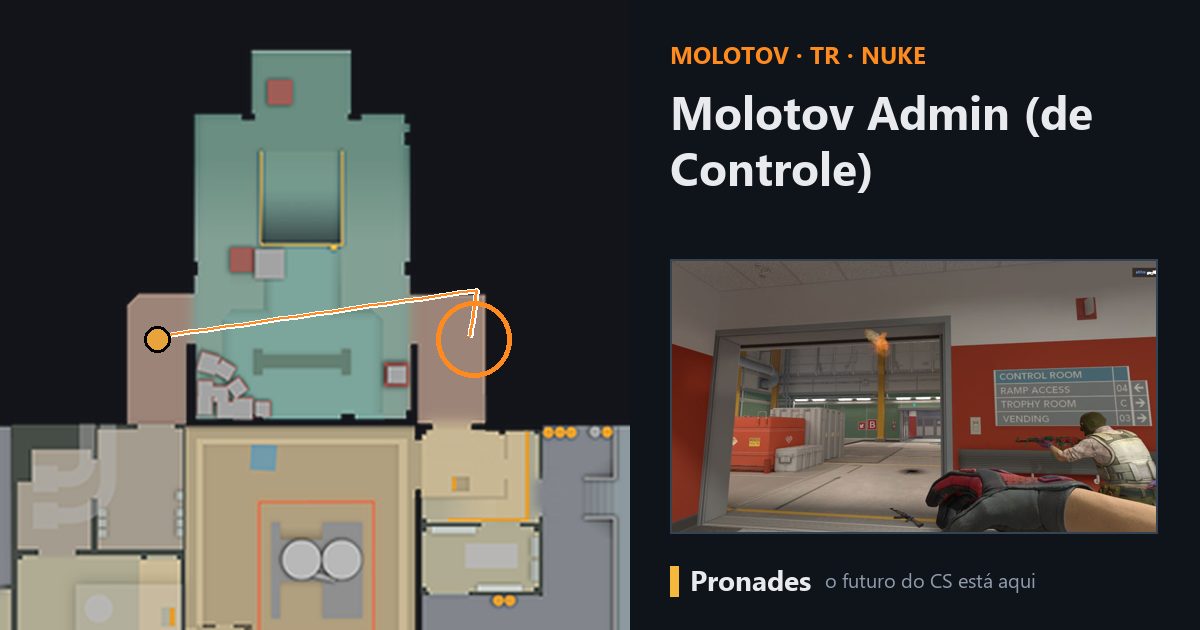 MOLOTOV · TR · NUKE
Molotov Admin (de
Controle)
CONTROL ROOM
RAMP ACCESS 04
TROPHY ROOM C
VENDING 03
B
Pronades o futuro do CS está aqui